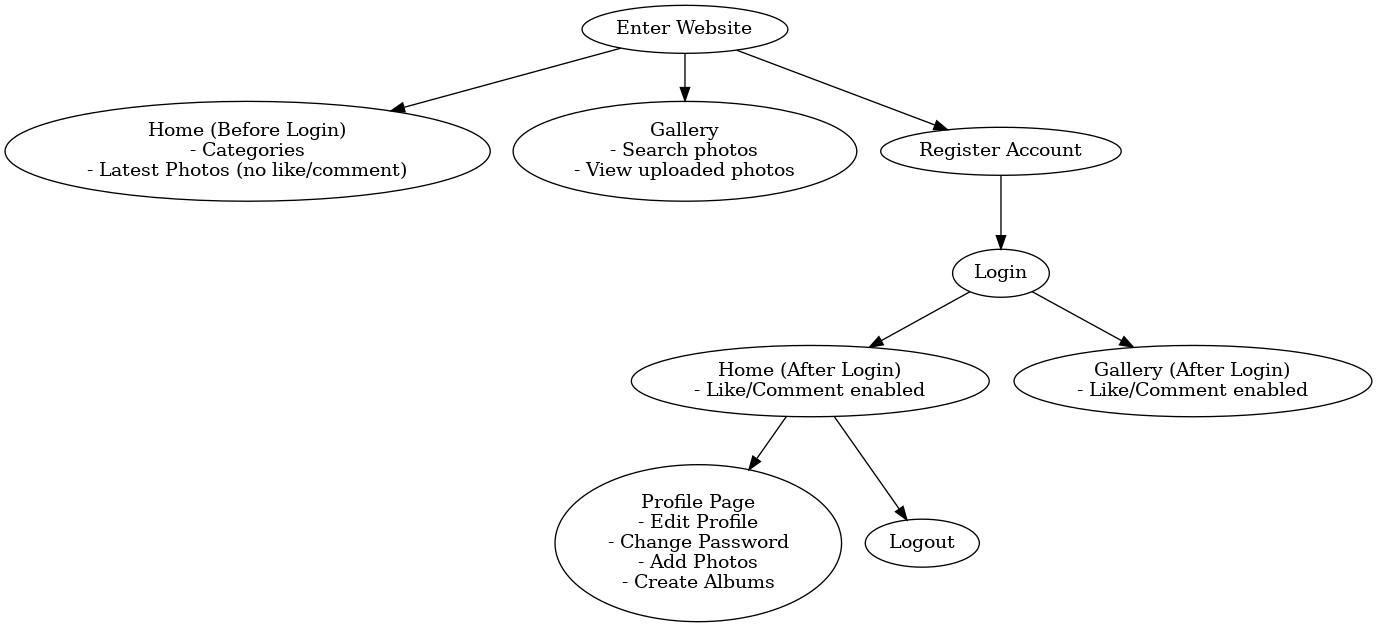 Enter Website
Home (Before Login)
- Categories
- Latest Photos (no like/comment)
Gallery
- Search photos
- View uploaded photos
Register Account
Login
Home (After Login)
- Like/Comment enabled
Gallery (After Login)
- Like/Comment enabled
Profile Page
- Edit Profile
- Change Password
- Add Photos
- Create Albums
Logout